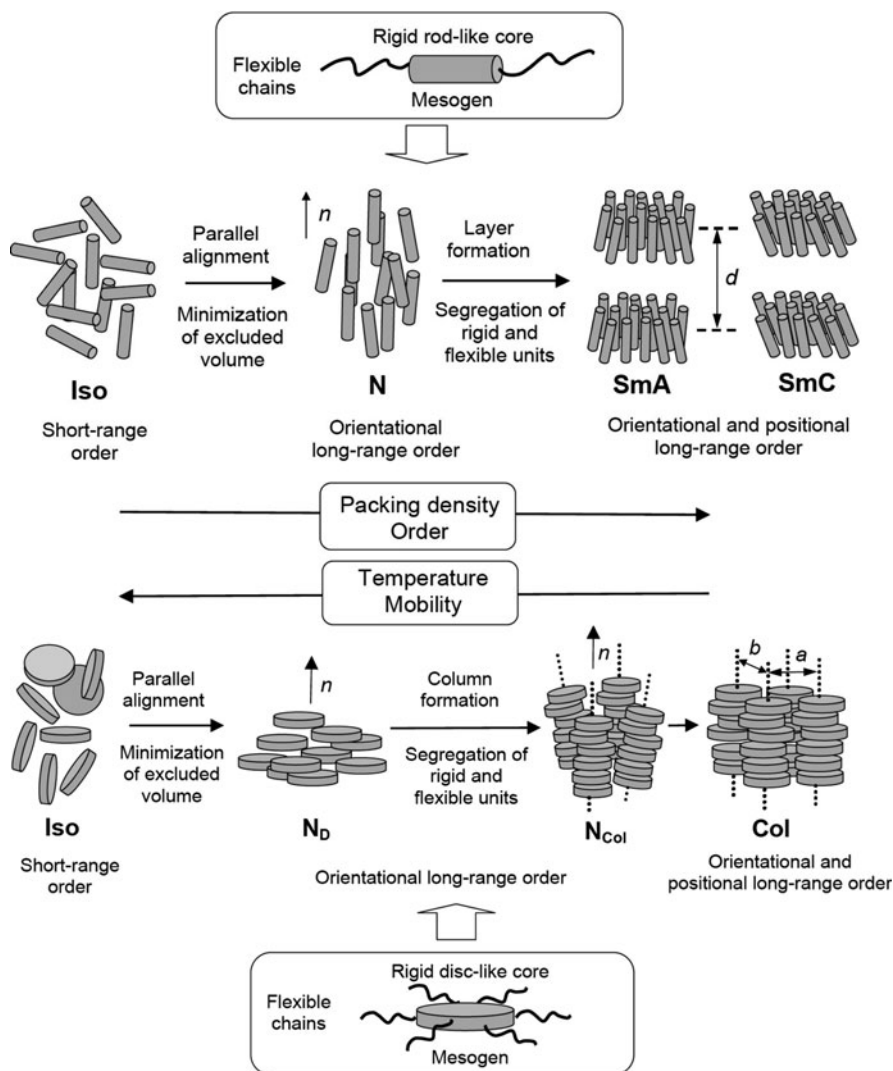 Rigid rod-like core
Flexible
chains
Mesogen
n
Parallel
alignment
Minimization
of excluded
volume
Layer
formation
Segregation of
rigid and
flexible units
d
Iso
N
SmA
SmC
Short-range
order
Orientational
long-range order
Orientational and positional
long-range order
Packing density
Order
Temperature
Mobility
Parallel
alignment
Minimization
of excluded
volume
n
Column
formation
Segregation of
rigid and
flexible units
n
b
a
Iso
N_D
N_Col
Col
Short-range
order
Orientational long-range order
Orientational and
positional long-range order
Rigid disc-like core
Flexible
chains
Mesogen